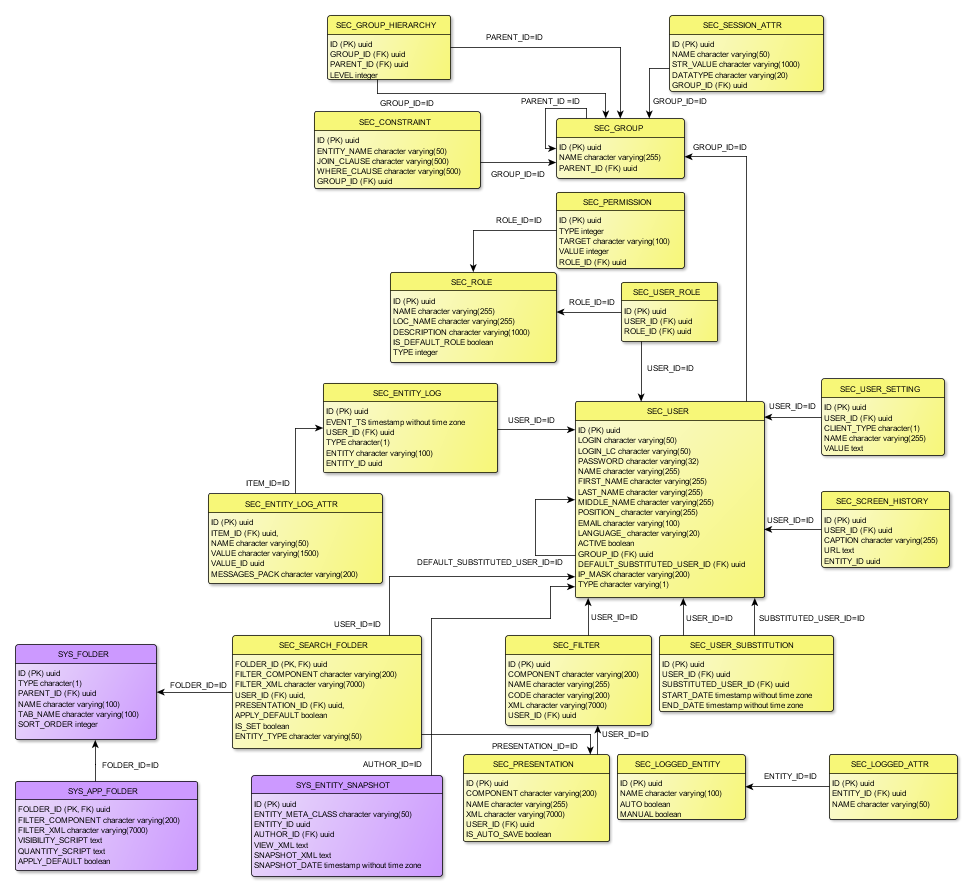 SEC_GROUP_HIERARCHY
ID (PK) uuid
GROUP_ID (FK) uuid
PARENT_ID (FK) uuid
LEVEL integer
PARENT_ID=ID
SEC_SESSION_ATTR
ID (PK) uuid
NAME character varying(50)
STR_VALUE character varying(1000)
DATATYPE character varying(20)
GROUP_ID (FK) uuid
GROUP_ID=ID
PARENT_ID =ID
GROUP_ID=ID
SEC_CONSTRAINT
ID (PK) uuid
ENTITY_NAME character varying(50)
JOIN_CLAUSE character varying(500)
WHERE_CLAUSE character varying(500)
GROUP_ID (FK) uuid
GROUP_ID=ID
SEC_GROUP
ID (PK) uuid
NAME character varying(255)
PARENT_ID (FK) uuid
GROUP_ID=ID
SEC_PERMISSION
ID (PK) uuid
TYPE integer
TARGET character varying(100)
VALUE integer
ROLE_ID (FK) uuid
ROLE_ID=ID
SEC_ROLE
ID (PK) uuid
NAME character varying(255)
LOC_NAME character varying(255)
DESCRIPTION character varying(1000)
IS_DEFAULT_ROLE boolean
TYPE integer
ROLE_ID=ID
SEC_USER_ROLE
ID (PK) uuid
USER_ID (FK) uuid
ROLE_ID (FK) uuid
USER_ID=ID
SEC_ENTITY_LOG
ID (PK) uuid
EVENT_TS timestamp without time zone
USER_ID (FK) uuid
TYPE character(1)
ENTITY character varying(100)
ENTITY_ID uuid
USER_ID=ID
SEC_USER
ID (PK) uuid
LOGIN character varying(50)
LOGIN_LC character varying(50)
PASSWORD character varying(32)
NAME character varying(255)
FIRST_NAME character varying(255)
LAST_NAME character varying(255)
MIDDLE_NAME character varying(255)
POSITION_ character varying(255)
EMAIL character varying(100)
LANGUAGE_ character varying(20)
ACTIVE boolean
GROUP_ID (FK) uuid
DEFAULT_SUBSTITUTED_USER_ID (FK) uuid
IP_MASK character varying(200)
TYPE character varying(1)
USER_ID=ID
SEC_USER_SETTING
ID (PK) uuid
USER_ID (FK) uuid
CLIENT_TYPE character(1)
NAME character varying(255)
VALUE text
ITEM_ID=ID
SEC_ENTITY_LOG_ATTR
ID (PK) uuid
ITEM_ID (FK) uuid,
NAME character varying(50)
VALUE character varying(1500)
VALUE_ID uuid
MESSAGES_PACK character varying(200)
USER_ID=ID
SEC_SCREEN_HISTORY
ID (PK) uuid
USER_ID (FK) uuid
CAPTION character varying(255)
URL text
ENTITY_ID uuid
DEFAULT_SUBSTITUTED_USER_ID=ID
USER_ID=ID
USER_ID=ID
USER_ID=ID
SUBSTITUTED_USER_ID=ID
SYS_FOLDER
ID (PK) uuid
TYPE character(1)
PARENT_ID (FK) uuid
NAME character varying(100)
TAB_NAME character varying(100)
SORT_ORDER integer
FOLDER_ID=ID
SEC_SEARCH_FOLDER
FOLDER_ID (PK, FK) uuid
FILTER_COMPONENT character varying(200)
FILTER_XML character varying(7000)
USER_ID (FK) uuid,
PRESENTATION_ID (FK) uuid,
APPLY_DEFAULT boolean
IS_SET boolean
ENTITY_TYPE character varying(50)
SEC_FILTER
ID (PK) uuid
COMPONENT character varying(200)
NAME character varying(255)
CODE character varying(200)
XML character varying(7000)
USER_ID (FK) uuid
SEC_USER_SUBSTITUTION
ID (PK) uuid
USER_ID (FK) uuid
SUBSTITUTED_USER_ID (FK) uuid
START_DATE timestamp without time zone
END_DATE timestamp without time zone
USER_ID=ID
PRESENTATION_ID=ID
FOLDER_ID=ID
AUTHOR_ID=ID
SYS_APP_FOLDER
FOLDER_ID (PK, FK) uuid
FILTER_COMPONENT character varying(200)
FILTER_XML character varying(7000)
VISIBILITY_SCRIPT text
QUANTITY_SCRIPT text
APPLY_DEFAULT boolean
SYS_ENTITY_SNAPSHOT
ID (PK) uuid
ENTITY_META_CLASS character varying(50)
ENTITY_ID uuid
AUTHOR_ID (FK) uuid
VIEW_XML text
SNAPSHOT_XML text
SNAPSHOT_DATE timestamp without time zone
SEC_PRESENTATION
ID (PK) uuid
COMPONENT character varying(200)
NAME character varying(255)
XML character varying(7000)
USER_ID (FK) uuid
IS_AUTO_SAVE boolean
SEC_LOGGED_ENTITY
ID (PK) uuid
NAME character varying(100)
AUTO boolean
MANUAL boolean
ENTITY_ID=ID
SEC_LOGGED_ATTR
ID (PK) uuid
ENTITY_ID (FK) uuid
NAME character varying(50)